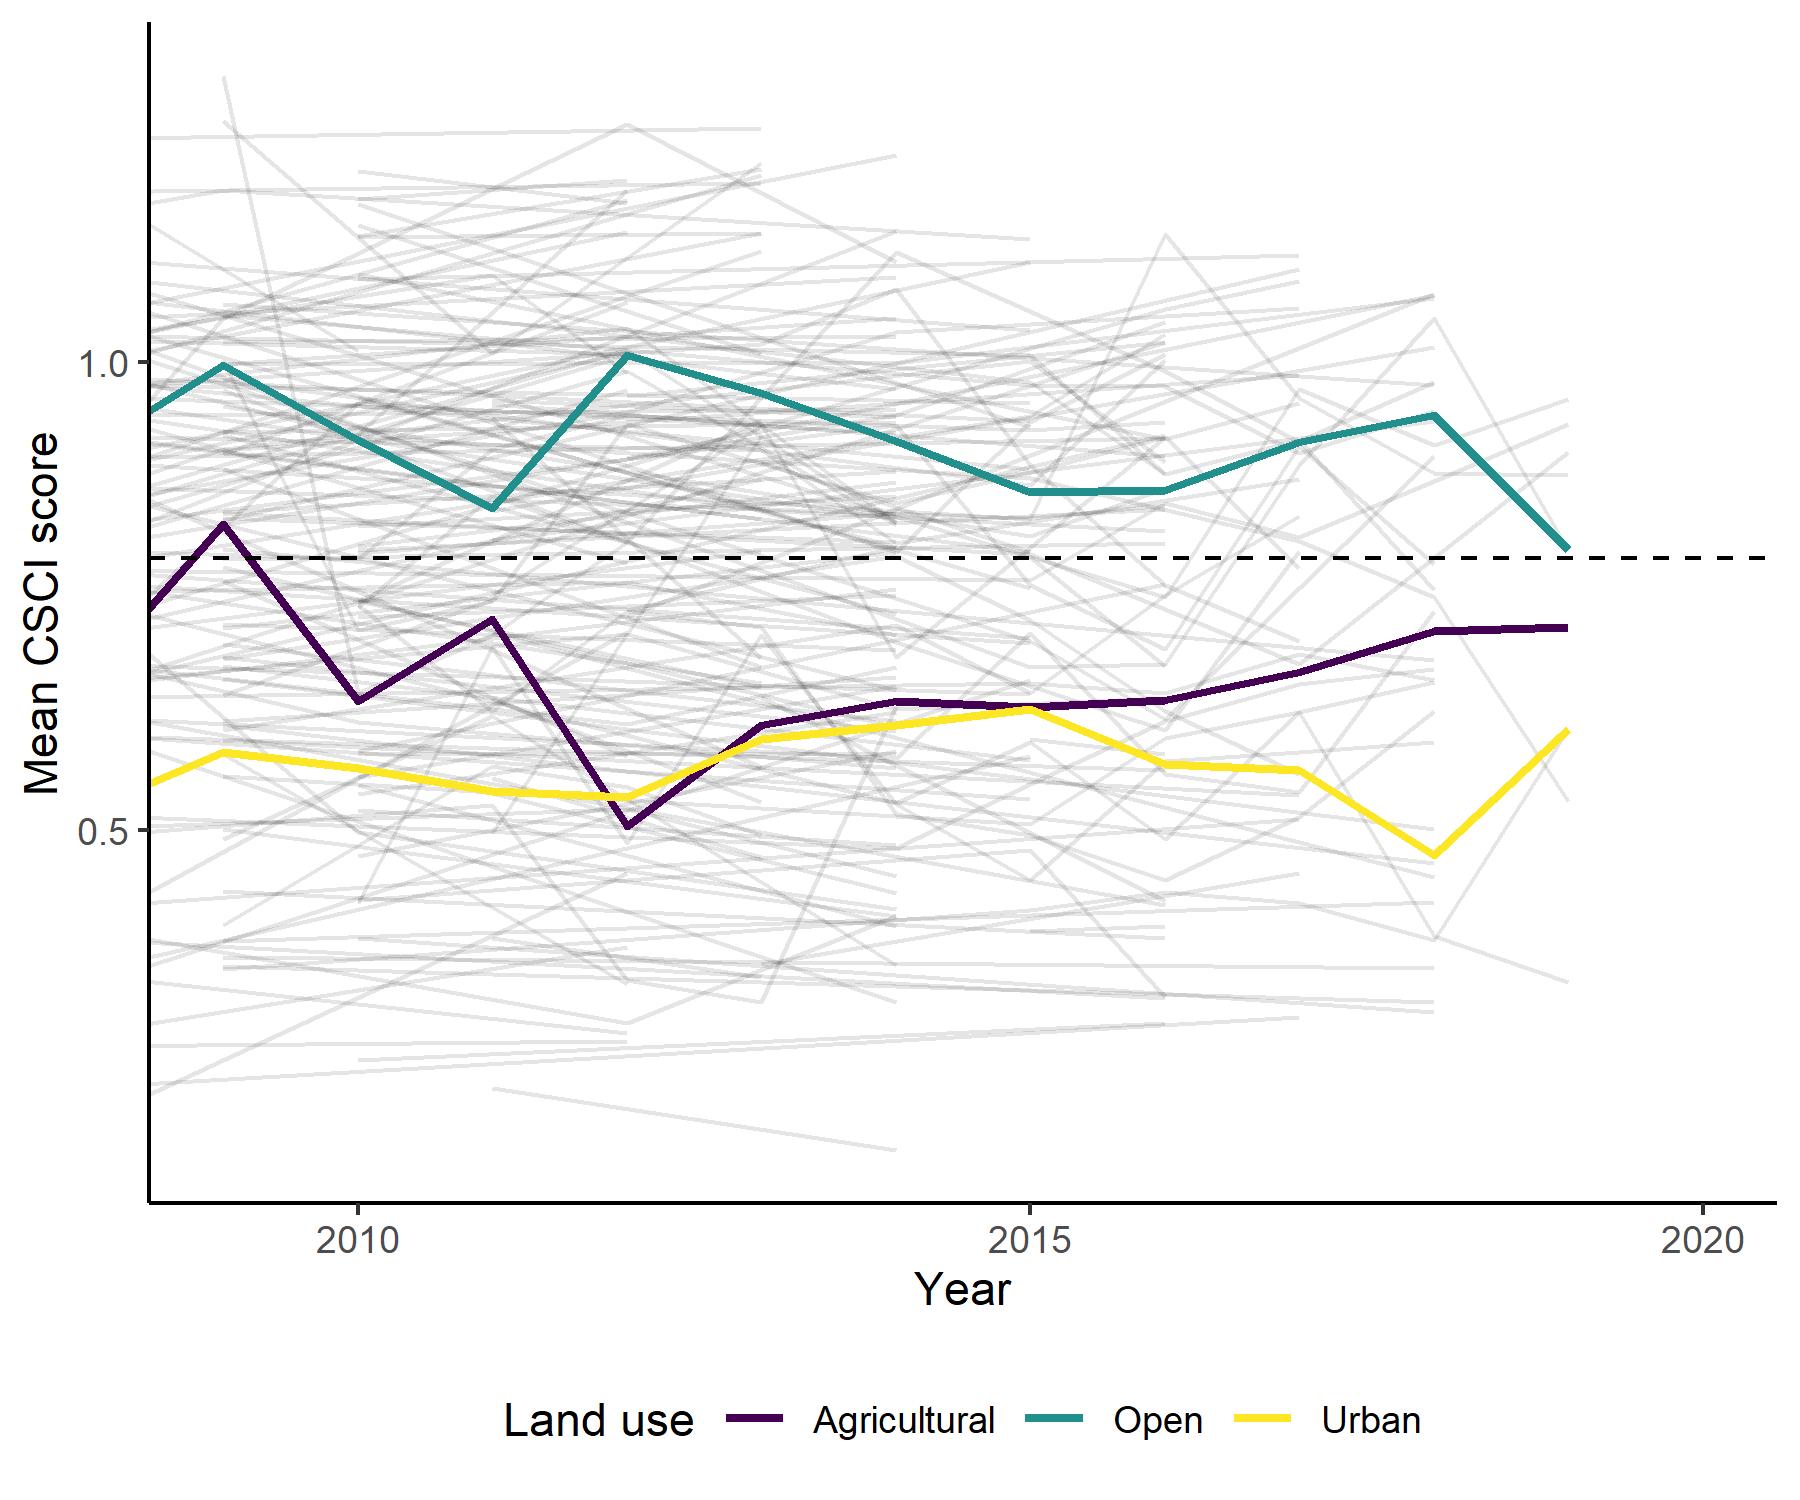 Mean CSCI score
1.0
0.5
2010 2015 2020
Year
Land use Agricultural Open Urban